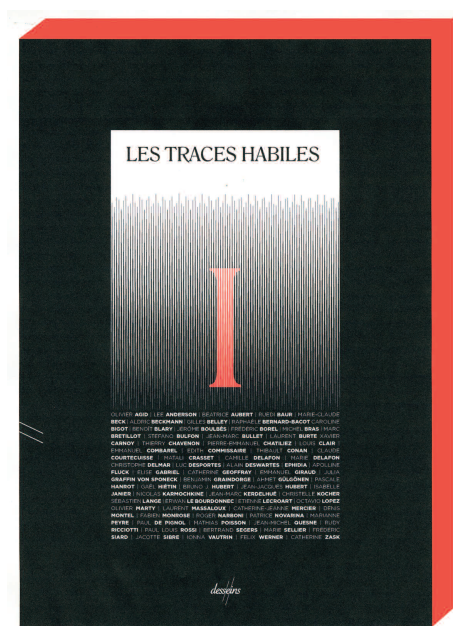 LES TRACES HABILES
I
OLIVIER AGID | LEE ANDERSON | BEATRICE AUBERT | RUEDI BAUR | MARIE-CLAUDE
BECK | ALDRIC BECKMANN | GILLES BELLEY | RAPHAËLE BERNARD-BACOT CAROLINE
BIGOT | BENOIT BLARY | JÉRÔME BOULBÈS | FRÉDÉRIC BOREL | MICHEL BRAS | MARC
BRETILLOT | STEFANO BULFON | JEAN-MARC BULLET | LAURENT BURTE XAVIER
CARNOY | THIERRY CHAVENON | PIERRE-EMMANUEL CHATILIEZ | LOUIS CLAIR |
EMMANUEL COMBAREL | EDITH COMMISSAIRE | THIBAULT CONAN | CLAUDE
COURTECUISSE | MATALI CRASSET | CAMILLE DELAFON | MARIE DELAFON
CHRISTOPHE DELMAR | LUC DESPORTES | ALAIN DESWARTES | EPHIDIA | APOLLINE
FLUCK | ELISE GABRIEL | CATHERINE GEOFFRAY | EMMANUEL GIRAUD | JULIA
GRAFFIN VON SPONECK | BENJAMIN GRAINDORGE | AHMET GÜLGÖNEN | PASCALE
HANROT | GAËL HIÉTIN | BRUNO J. HUBERT | JEAN-JACQUES HUBERT | ISABELLE
JANIER | NICOLAS KARMOCHKINE | JEAN-MARC KERDELHUÉ | CHRISTELLE KOCHER
SÉBASTIEN LANGE | ERWAN LE BOURDONNEC | ETIENNE LECROART | OCTAVIO LOPEZ
OLIVIER MARTY | LAURENT MASSALOUX | CATHERINE-JEANNIE MERCIER | DENIS
MONTEL | FABIEN MONROSE | ROGER NARBONI | PATRICE NOVARINA | MARIANNE
PEYRE | PAUL DE PIGNOL | MATHIAS POISSON | JEAN-MICHEL QUESNE | RUDY
RICCIOTTI | PAUL LOUIS ROSSI | BERTRAND SEGERS | MARIE SELLIER | FREDERIC
SIARD | JACOTTE SIBRE | IONNA VAUTRIN | FELIX WERNER | CATHERINE ZASK
desseins